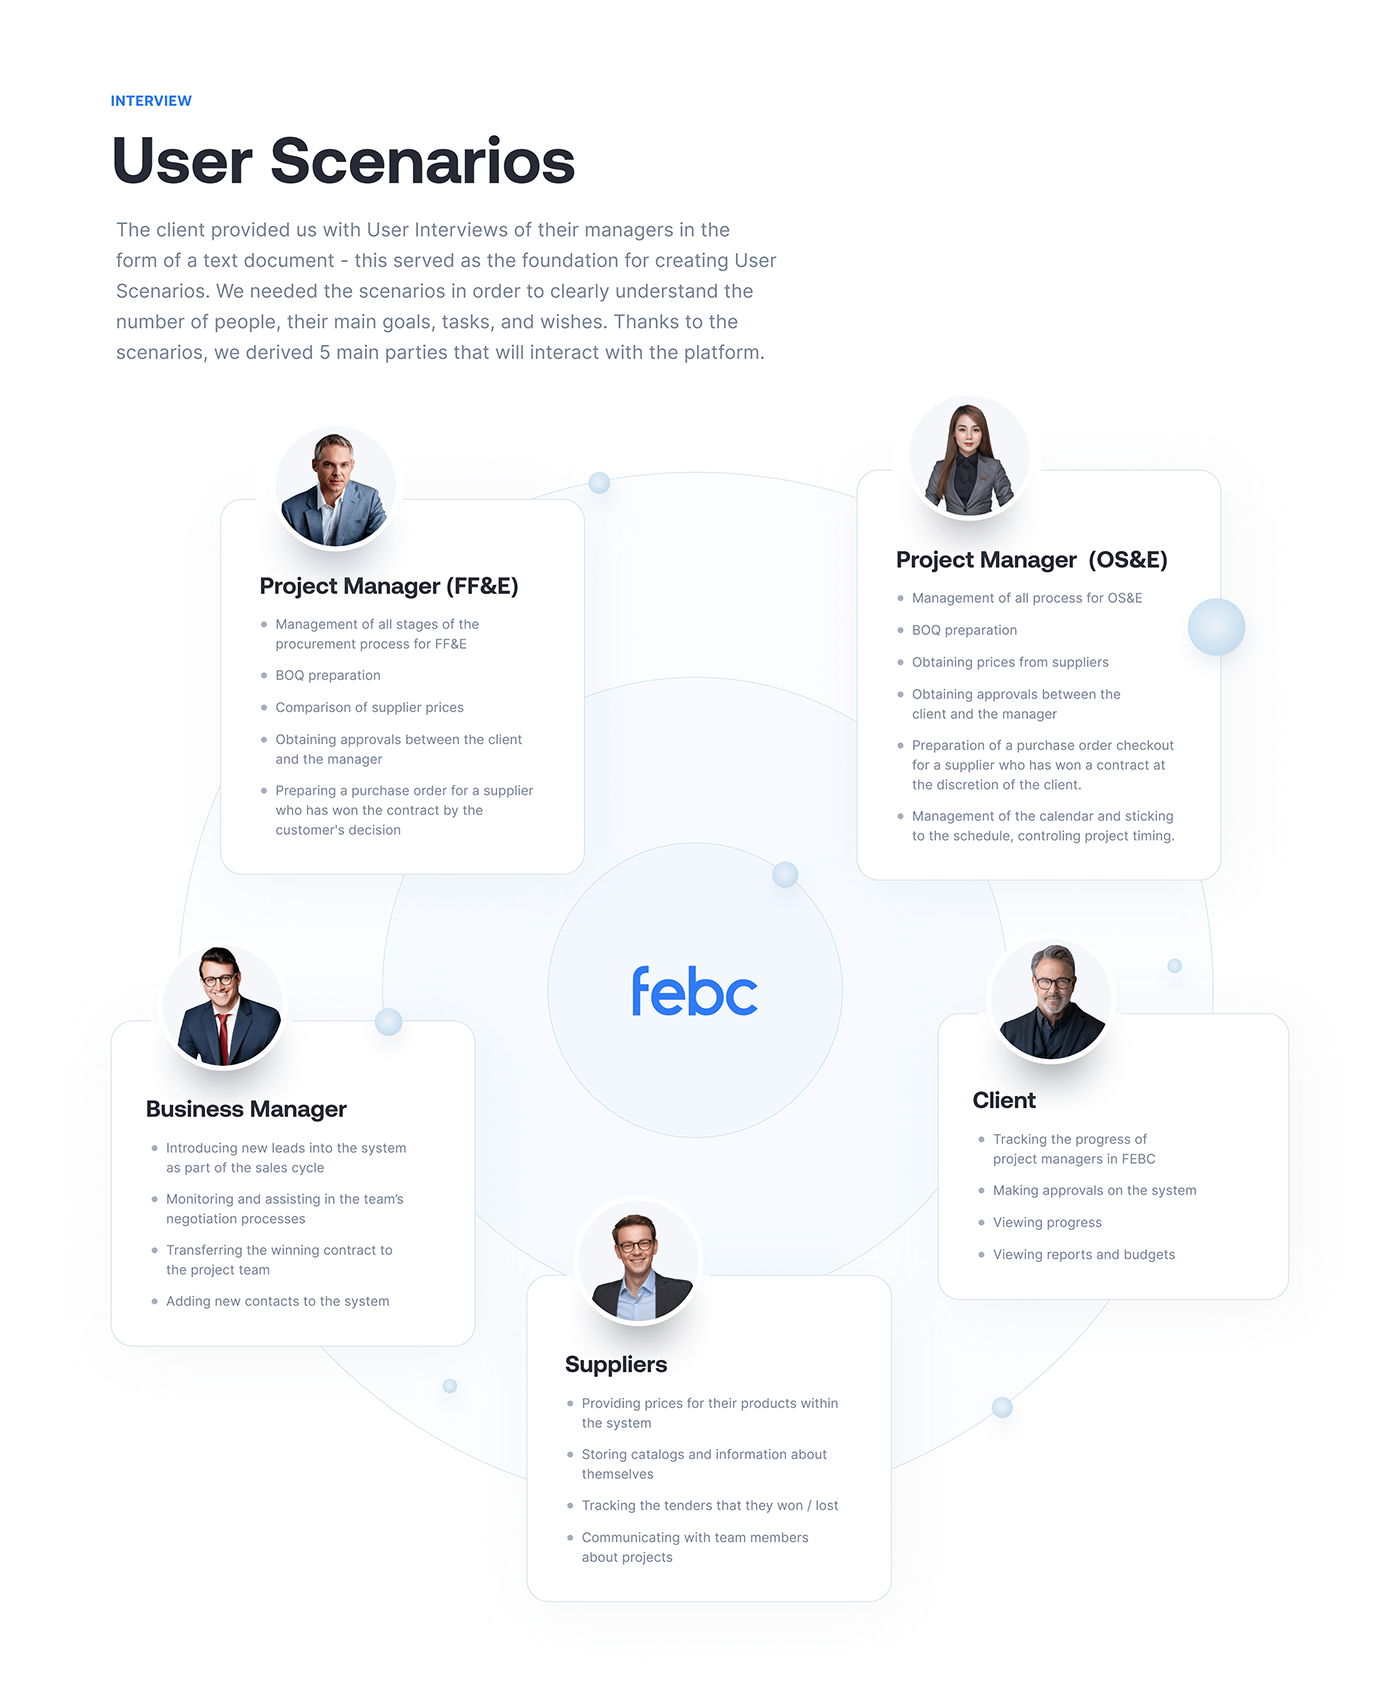 INTERVIEW
User Scenarios
The client provided us with User Interviews of their managers in the
form of a text document - this served as the foundation for creating User
Scenarios. We needed the scenarios in order to clearly understand the
number of people, their main goals, tasks, and wishes. Thanks to the
scenarios, we derived 5 main parties that will interact with the platform.
Project Manager (FF&E)
Management of all stages of the
procurement process for FF&E
BOQ preparation
Comparison of supplier prices
Obtaining approvals between the client
and the manager
Preparing a purchase order for a supplier
who has won the contract by the
customer's decision
Project Manager (OS&E)
Management of all process for OS&E
BOQ preparation
Obtaining prices from suppliers
Obtaining approvals between the
client and the manager
Preparation of a purchase order checkout
for a supplier who has won a contract at
the discretion of the client.
Management of the calendar and sticking
to the schedule, controling project timing.
febc
Business Manager
Introducing new leads into the system
as part of the sales cycle
Monitoring and assisting in the team’s
negotiation processes
Transferring the winning contract to
the project team
Adding new contacts to the system
Client
Tracking the progress of
project managers in FEBC
Making approvals on the system
Viewing progress
Viewing reports and budgets
Suppliers
Providing prices for their products within
the system
Storing catalogs and information about
themselves
Tracking the tenders that they won / lost
Communicating with team members
about projects